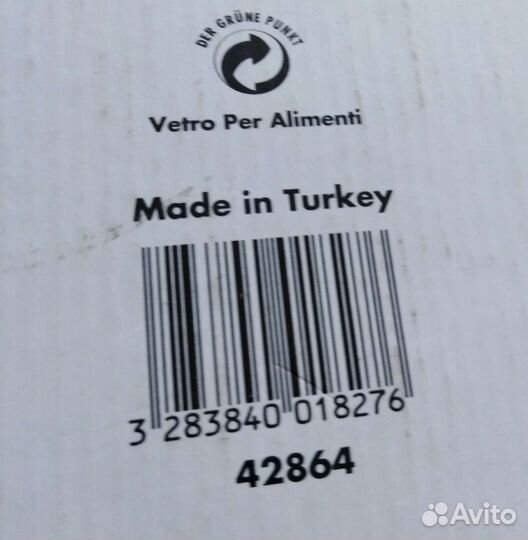 DER GRÜNE PUNKT
Vetro Per Alimenti
Made in Turkey
3 283840 018276
42864
Avito